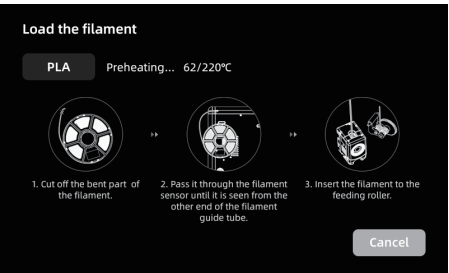 Load the filament
PLA Preheating... 62/220℃
1. Cut off the bent part of
the filament.
2. Pass it through the filament
sensor until it is seen from the
other end of the filament
guide tube.
3. Insert the filament to the
feeding roller.
Cancel